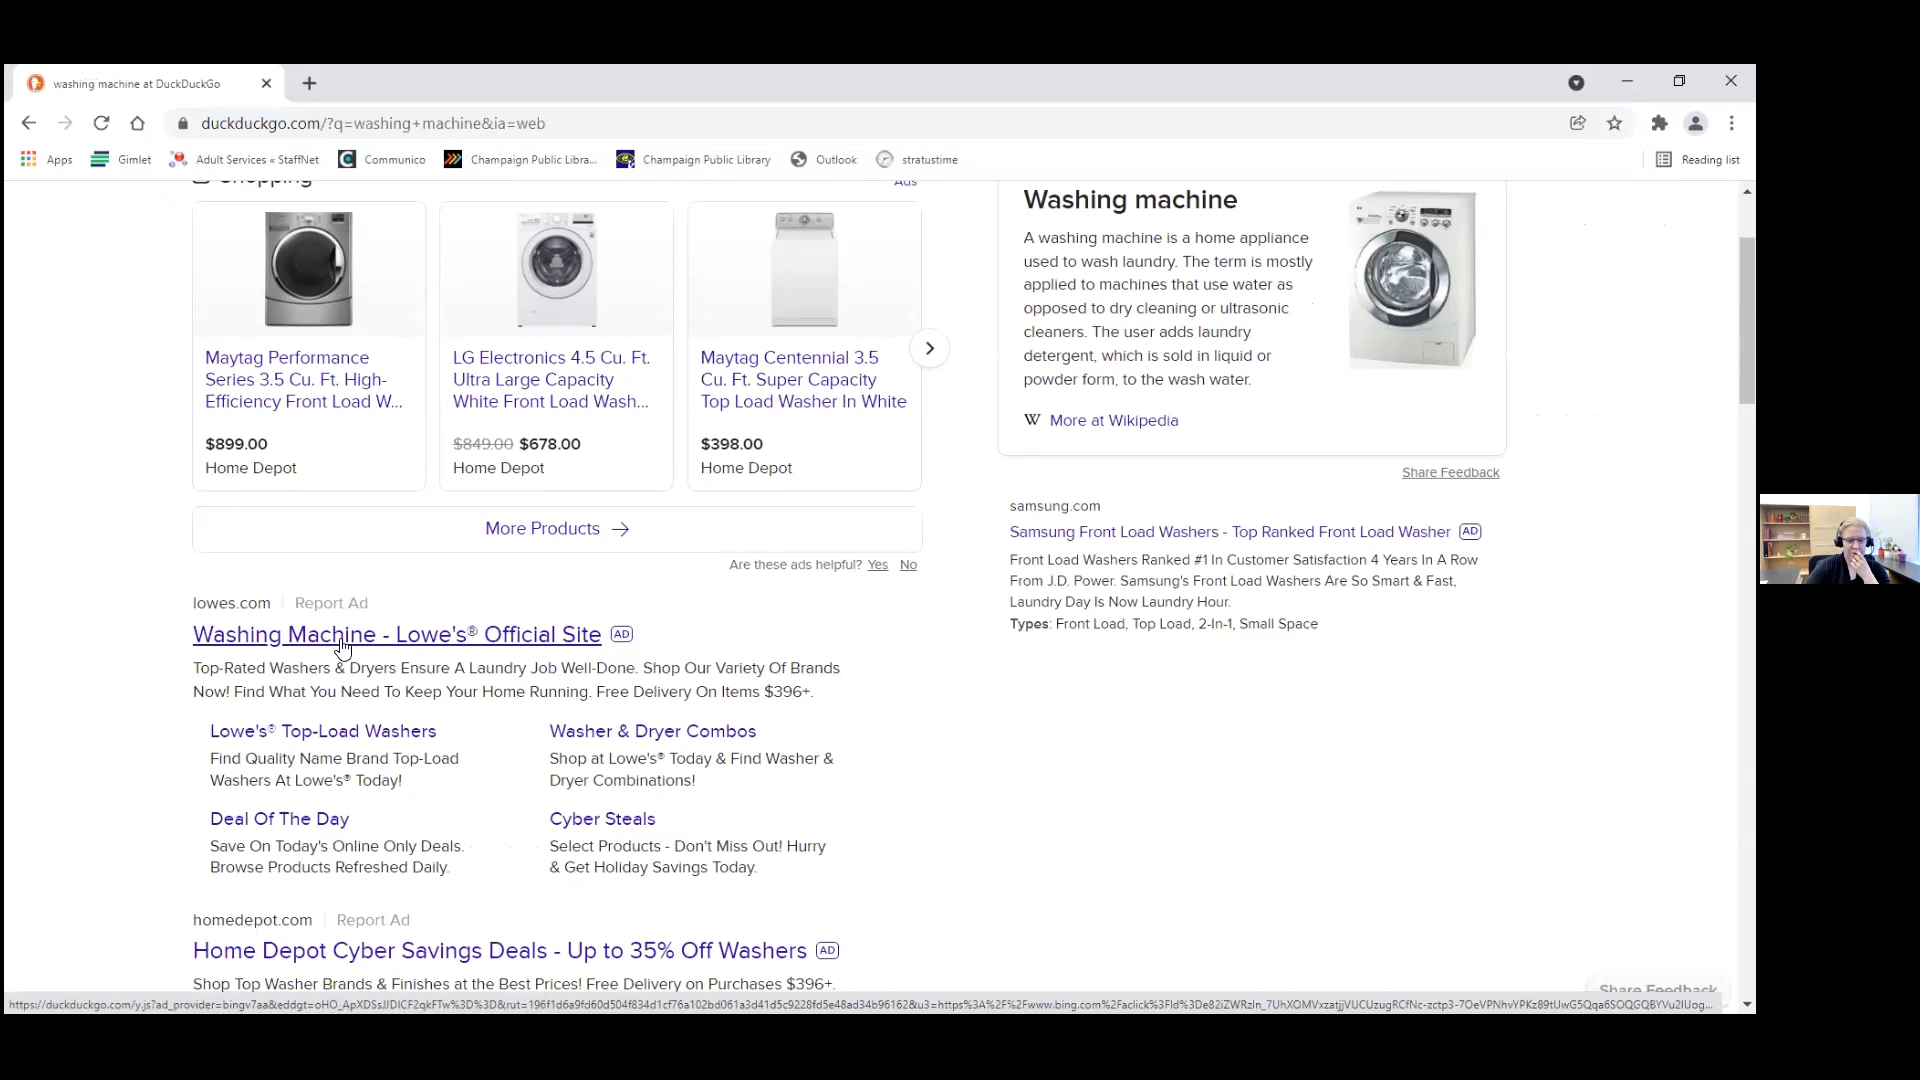 washing machine at DuckDuckGo
duckduckgo.com/?q=washing+machine&ia=web
Apps
Gimlet
Adult Services « StaffNet
Communico
Champaign Public Libra...
Champaign Public Library
Outlook
stratustime
Reading list
Shopping
Ads
Maytag Performance
Series 3.5 Cu. Ft. High-
Efficiency Front Load W...
$899.00
Home Depot
LG Electronics 4.5 Cu. Ft.
Ultra Large Capacity
White Front Load Wash...
$849.00 $678.00
Home Depot
Maytag Centennial 3.5
Cu. Ft. Super Capacity
Top Load Washer In White
$398.00
Home Depot
More Products
Are these ads helpful? Yes No
lowes.com Report Ad
Washing Machine - Lowe's® Official Site AD
Top-Rated Washers & Dryers Ensure A Laundry Job Well-Done. Shop Our Variety Of Brands
Now! Find What You Need To Keep Your Home Running. Free Delivery On Items $396+.
Lowe's® Top-Load Washers
Find Quality Name Brand Top-Load
Washers At Lowe's® Today!
Washer & Dryer Combos
Shop at Lowe's® Today & Find Washer &
Dryer Combinations!
Deal Of The Day
Save On Today's Online Only Deals.
Browse Products Refreshed Daily.
Cyber Steals
Select Products - Don't Miss Out! Hurry
& Get Holiday Savings Today.
homedepot.com Report Ad
Home Depot Cyber Savings Deals - Up to 35% Off Washers AD
Shop Top Washer Brands & Finishes at the Best Prices! Free Delivery on Purchases $396+.
Washing machine
A washing machine is a home appliance
used to wash laundry. The term is mostly
applied to machines that use water as
opposed to dry cleaning or ultrasonic
cleaners. The user adds laundry
detergent, which is sold in liquid or
powder form, to the wash water.
W More at Wikipedia
Share Feedback
samsung.com
Samsung Front Load Washers - Top Ranked Front Load Washer AD
Front Load Washers Ranked #1 In Customer Satisfaction 4 Years In A Row
From J.D. Power. Samsung's Front Load Washers Are So Smart & Fast,
Laundry Day Is Now Laundry Hour.
Types: Front Load, Top Load, 2-In-1, Small Space
Share Feedback